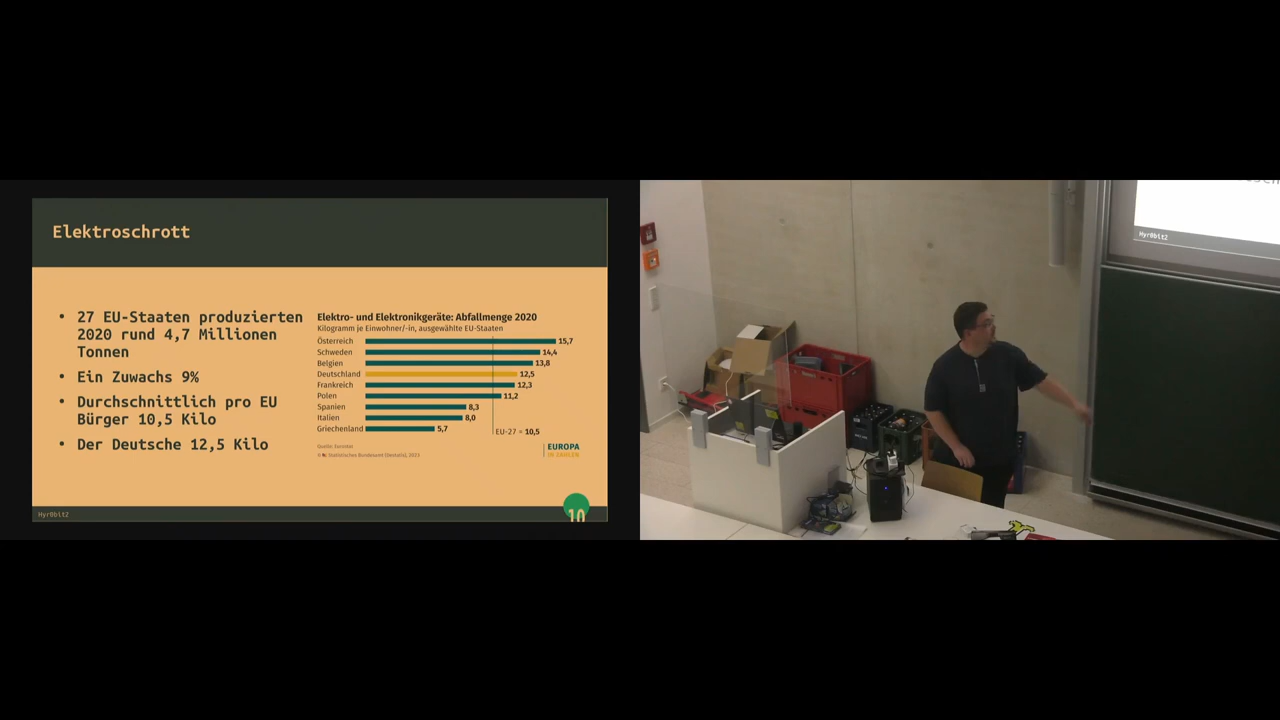 Elektroschrott
• 27 EU-Staaten produzierten
2020 rund 4,7 Millionen
Tonnen
• Ein Zuwachs 9%
• Durchschnittlich pro EU
Bürger 10,5 Kilo
• Der Deutsche 12,5 Kilo
Elektro- und Elektronikgeräte: Abfallmenge 2020
Kilogramm je Einwohner/-in, ausgewählte EU-Staaten
Österreich 15,7
Schweden 14,4
Belgien 13,8
Deutschland 12,5
Frankreich 12,3
Polen 11,2
Spanien 8,3
Italien 8,0
Griechenland 5,7
EU-27 = 10,5
Quelle: Eurostat
Statistisches Bundesamt (Destatis), 2023
EUROPA
IN ZAHLEN
Hyr0bit2
10
Hyr0bit2